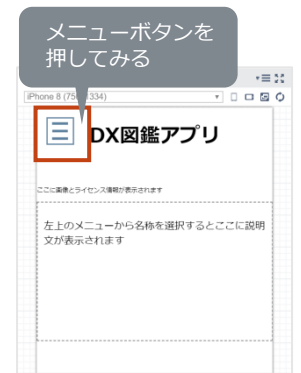 メニューボタンを
押してみる
iPhone 8 (750×1334)
DX図鑑アプリ
ここに画像とライセンス情報が表示されます
左上のメニューから名称を選択するとここに説明
文が表示されます